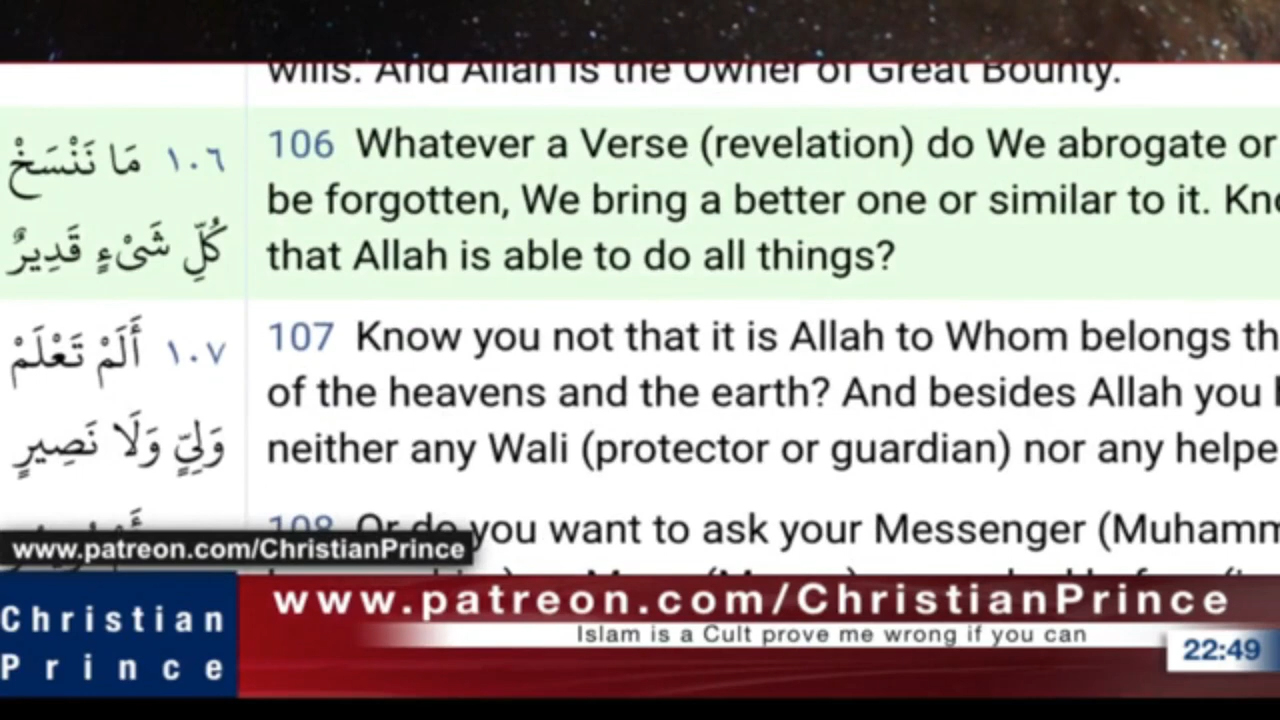 wills. And Allah is the Owner of Great Bounty.
١٠٦ مَا نَنْسَخْ
كُلِّ شَىْءٍ قَدِيرٌ
106 Whatever a Verse (revelation) do We abrogate or
be forgotten, We bring a better one or similar to it. Kno
that Allah is able to do all things?
١٠٧ أَلَمْ تَعْلَمْ
وَلِىٍّ وَلَا نَصِيرٍ
107 Know you not that it is Allah to Whom belongs th
of the heavens and the earth? And besides Allah you
neither any Wali (protector or guardian) nor any helpe
108 Or do you want to ask your Messenger (Muhamm
www.patreon.com/ChristianPrince
Christian
Prince
www.patreon.com/ChristianPrince
Islam is a Cult prove me wrong if you can
22:49